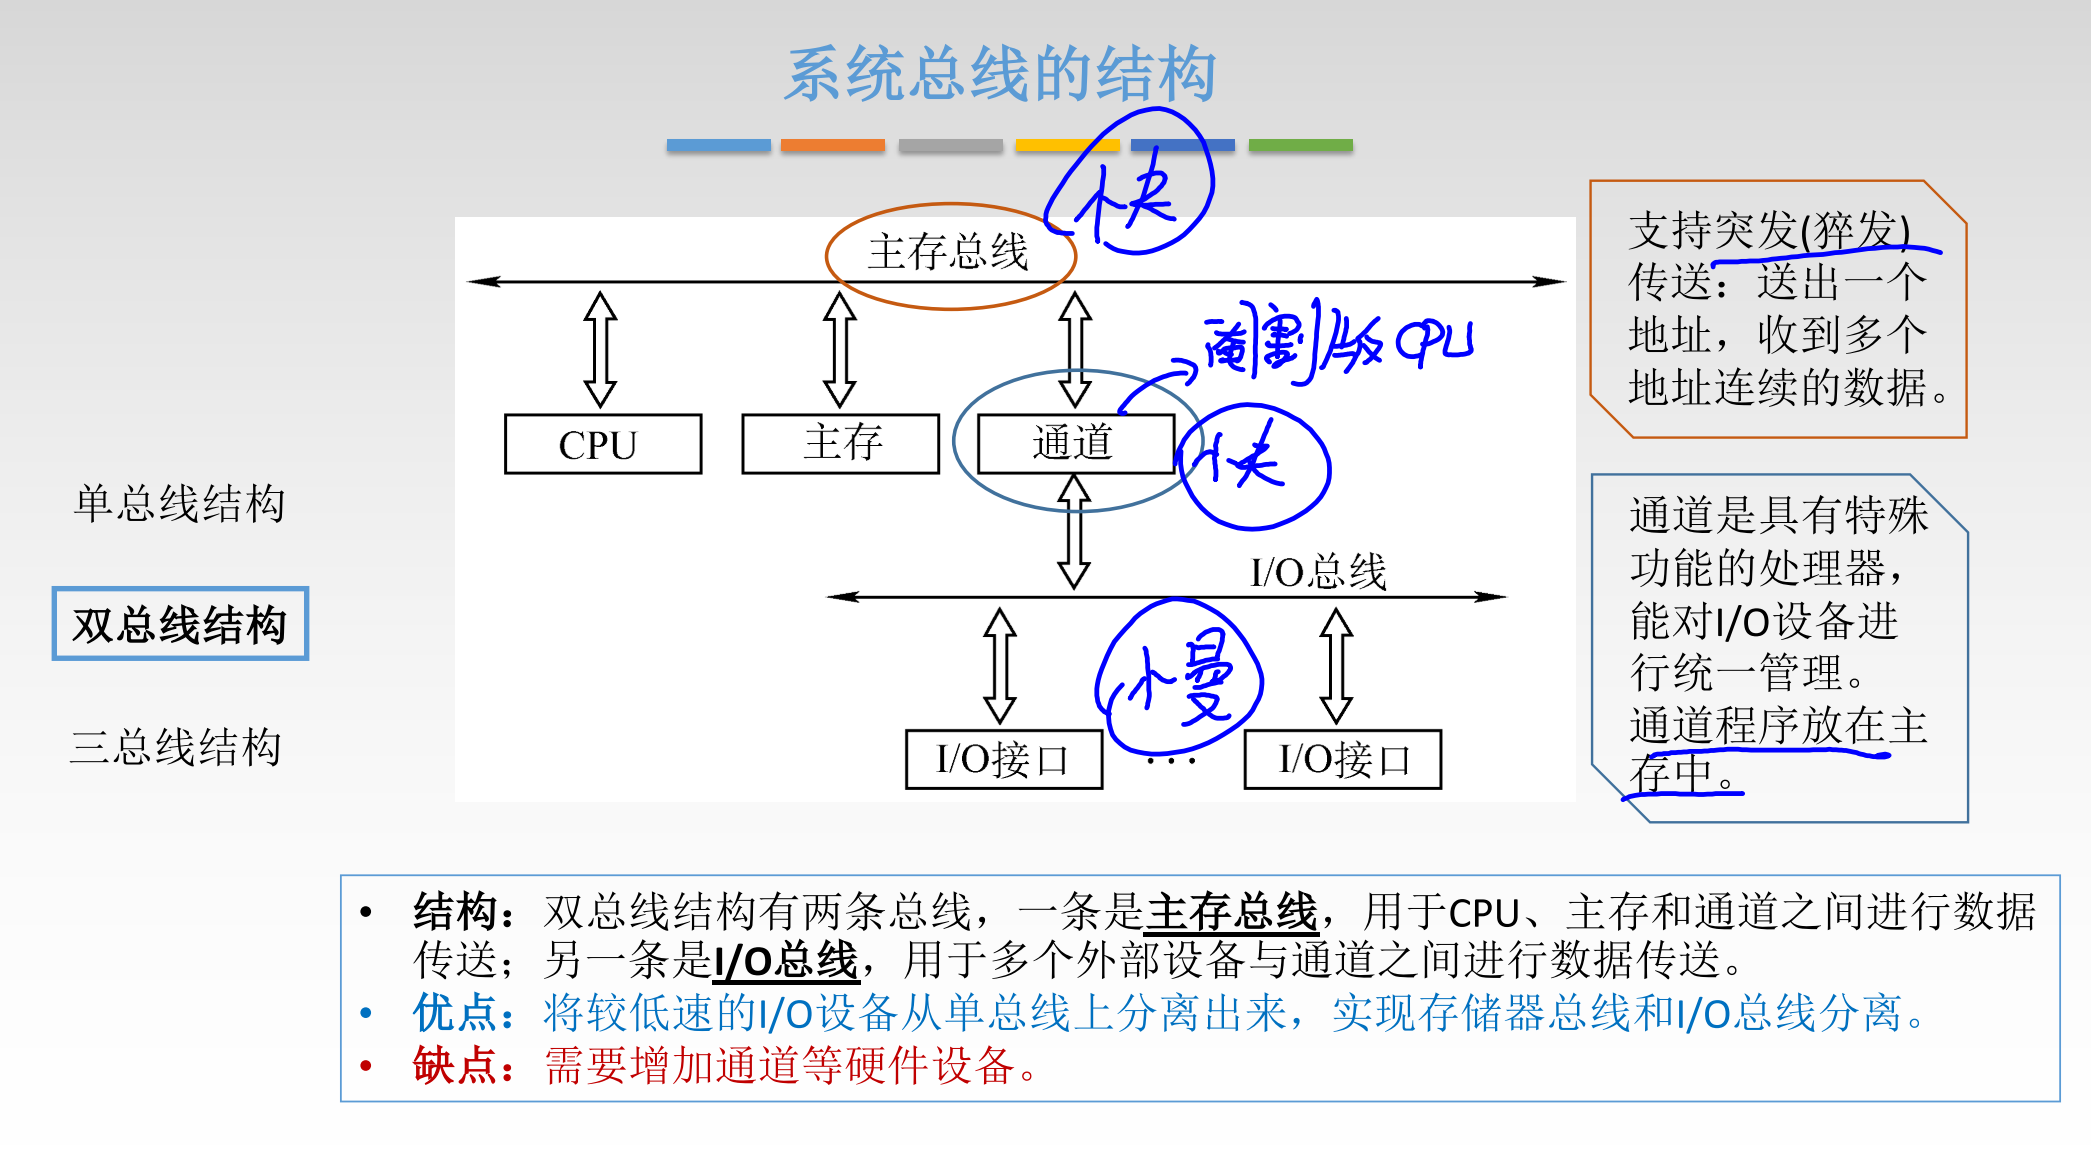 系统总线的结构
快
主存总线
支持突发(猝发)
传送：送出一个
地址，收到多个
地址连续的数据。
阉割版CPU
CPU
主存
通道
快
单总线结构
双总线结构
三总线结构
I/O总线
慢
I/O接口
...
I/O接口
通道是具有特殊
功能的处理器，
能对I/O设备进
行统一管理。
通道程序放在主
存中。
• 结构：双总线结构有两条总线，一条是主存总线，用于CPU、主存和通道之间进行数据
传送；另一条是I/O总线，用于多个外部设备与通道之间进行数据传送。
• 优点：将较低速的I/O设备从单总线上分离出来，实现存储器总线和I/O总线分离。
• 缺点：需要增加通道等硬件设备。